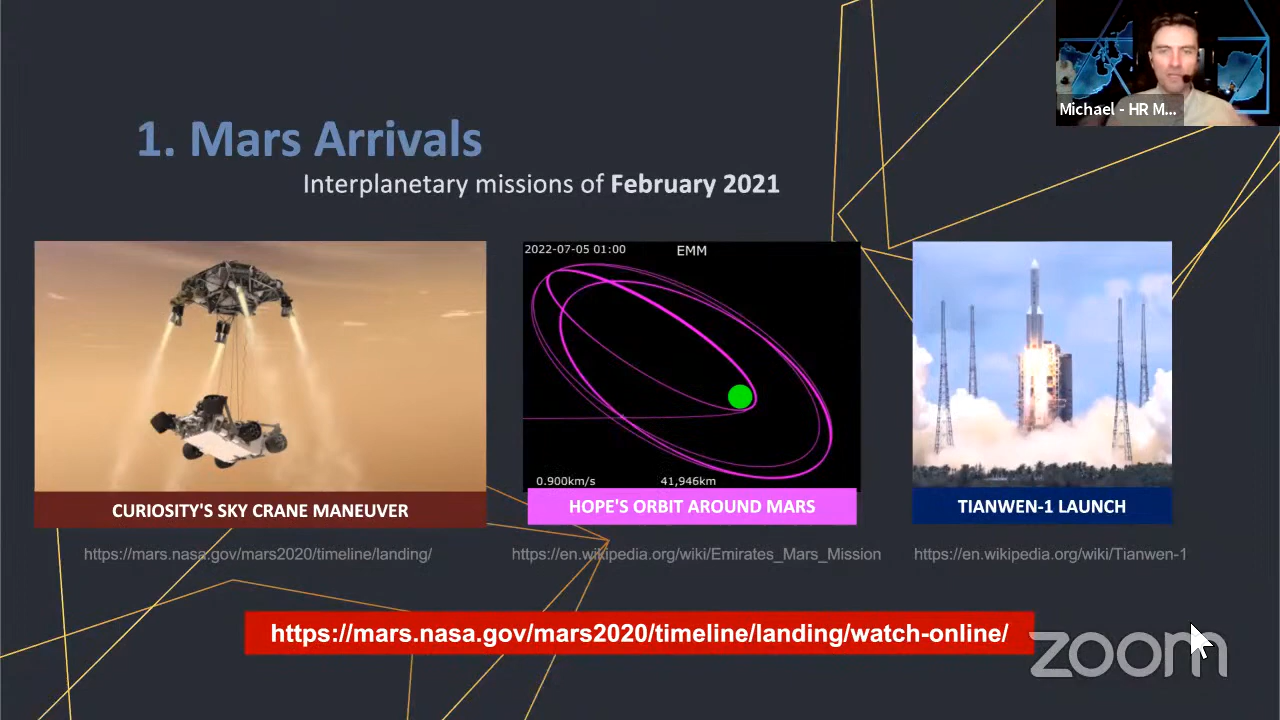 Michael - HR M...
1. Mars Arrivals
Interplanetary missions of February 2021
2022-07-05 01:00
EMM
0.900km/s
41,946km
CURIOSITY'S SKY CRANE MANEUVER
HOPE'S ORBIT AROUND MARS
TIANWEN-1 LAUNCH
https://mars.nasa.gov/mars2020/timeline/landing/
https://en.wikipedia.org/wiki/Emirates_Mars_Mission
https://en.wikipedia.org/wiki/Tianwen-1
https://mars.nasa.gov/mars2020/timeline/landing/watch-online/
zoom